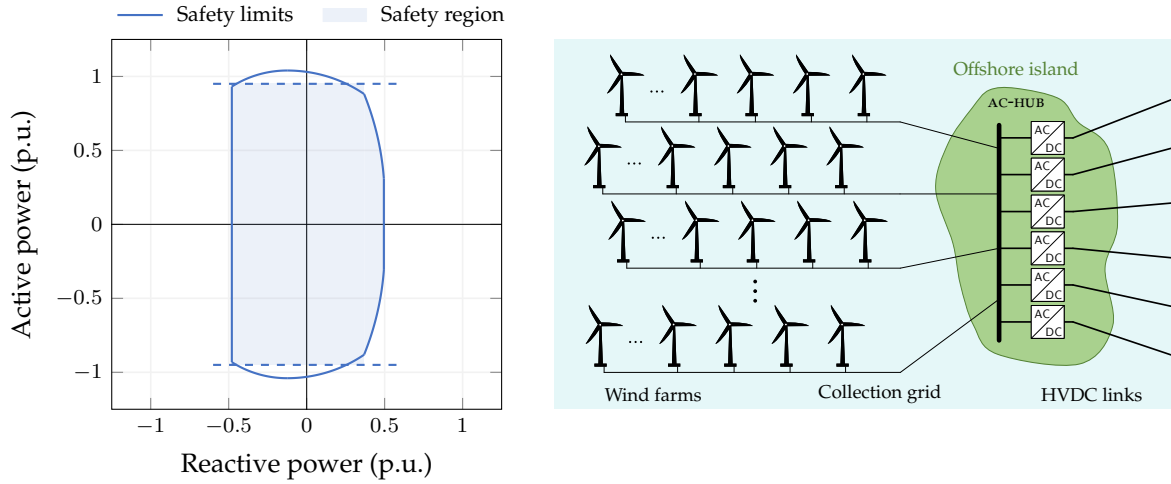 Safety limits Safety region
1
0.5
0
−0.5
−1
−1 −0.5 0 0.5 1
Active power (p.u.)
Reactive power (p.u.)
Offshore island
AC-HUB
...
...
...
...
AC
DC
AC
DC
AC
DC
AC
DC
AC
DC
AC
DC
Wind farms
Collection grid
HVDC links